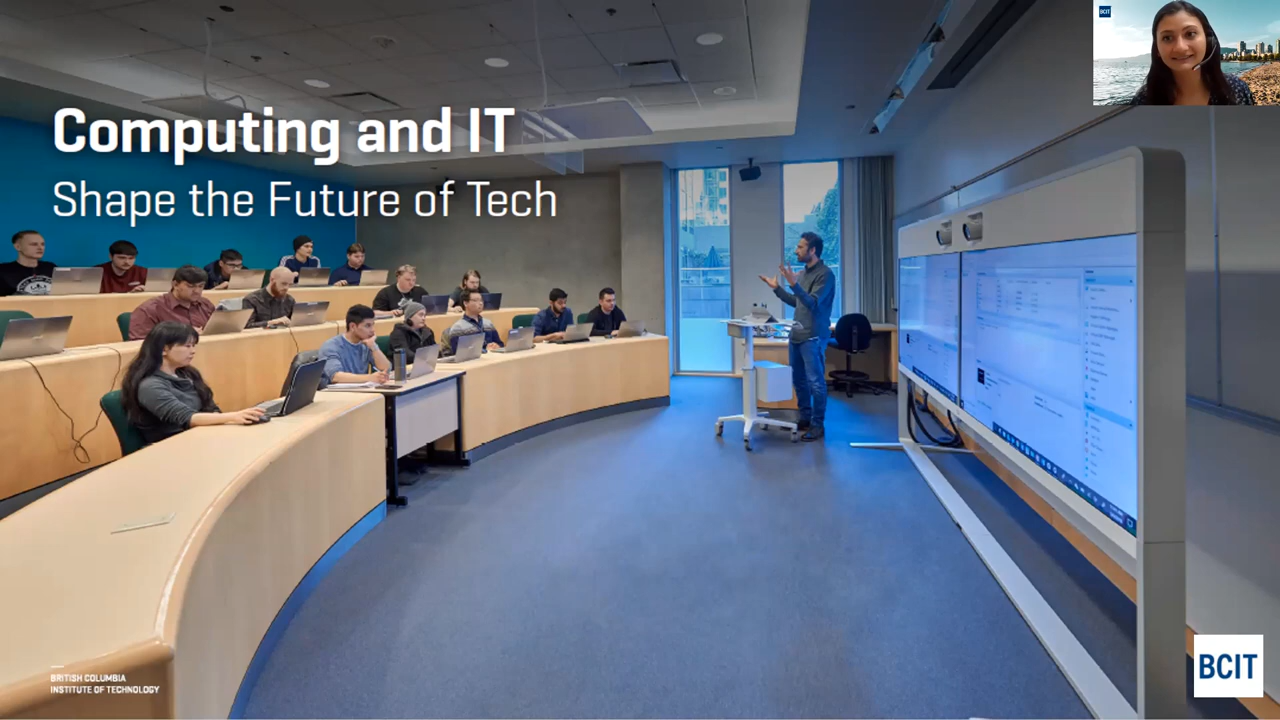 BCIT
Computing and IT
Shape the Future of Tech
BRITISH COLUMBIA
INSTITUTE OF TECHNOLOGY
BCIT